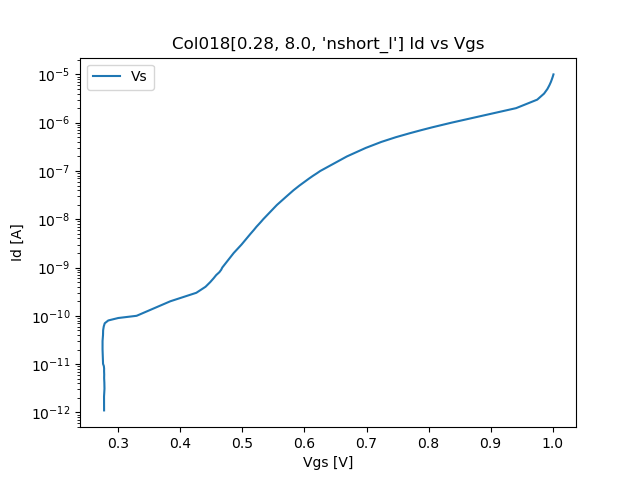 Col018[0.28, 8.0, 'nshort_l'] Id vs Vgs
Vs
Id [A]
10⁻⁵
10⁻⁶
10⁻⁷
10⁻⁸
10⁻⁹
10⁻¹⁰
10⁻¹¹
10⁻¹²
0.3 0.4 0.5 0.6 0.7 0.8 0.9 1.0
Vgs [V]